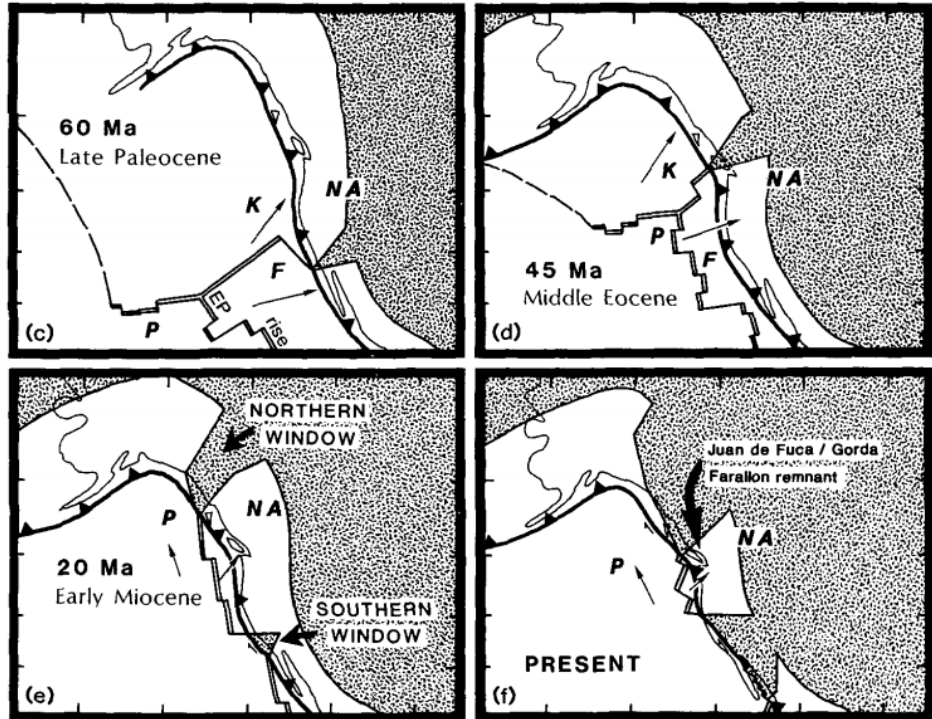 60 Ma
Late Paleocene
K
NA
F
EP
rise
P
(c)
K
NA
P
F
45 Ma
Middle Eocene
(d)
NORTHERN
WINDOW
NA
P
20 Ma
Early Miocene
SOUTHERN
WINDOW
(e)
Juan de Fuca / Gorda
Farallon remnant
NA
P
PRESENT
(f)